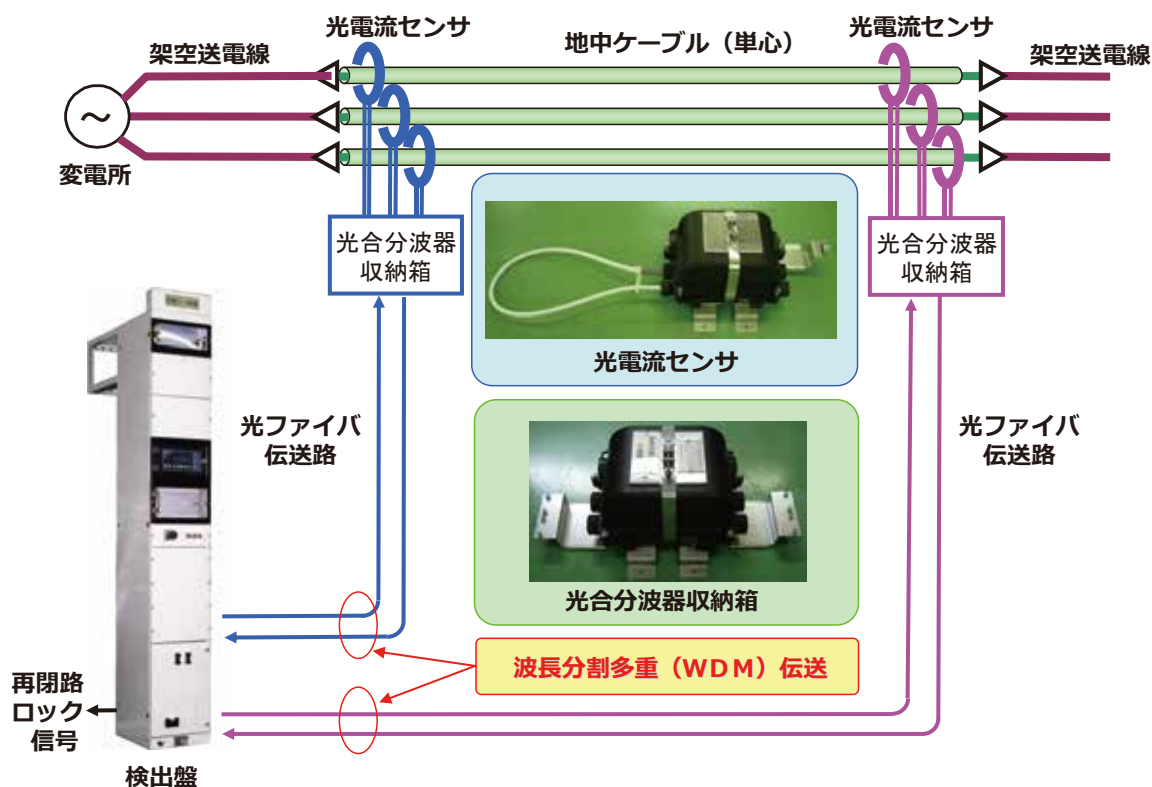 光電流センサ
地中ケーブル（単心）
光電流センサ
架空送電線
架空送電線
～
変電所
光合分波器
収納箱
光合分波器
収納箱
光電流センサ
光ファイバ
伝送路
光ファイバ
伝送路
光合分波器収納箱
波長分割多重（WDM）伝送
再閉路
ロック
信号
検出盤